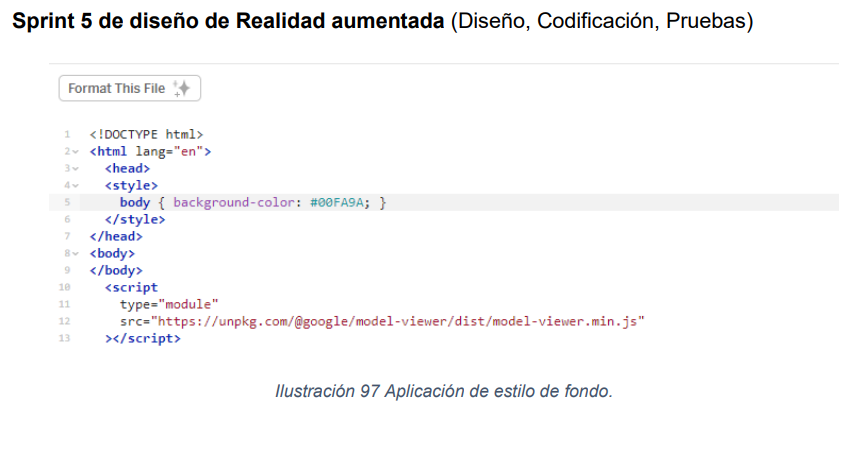 Sprint 5 de diseño de Realidad aumentada (Diseño, Codificación, Pruebas)
Format This File
1 <!DOCTYPE html>
2 <html lang="en">
3 <head>
4 <style>
5 body { background-color: #00FA9A; }
6 </style>
7 </head>
8 <body>
9 </body>
10 <script
11 type="module"
12 src="https://unpkg.com/@google/model-viewer/dist/model-viewer.min.js"
13 ></script>
Ilustración 97 Aplicación de estilo de fondo.